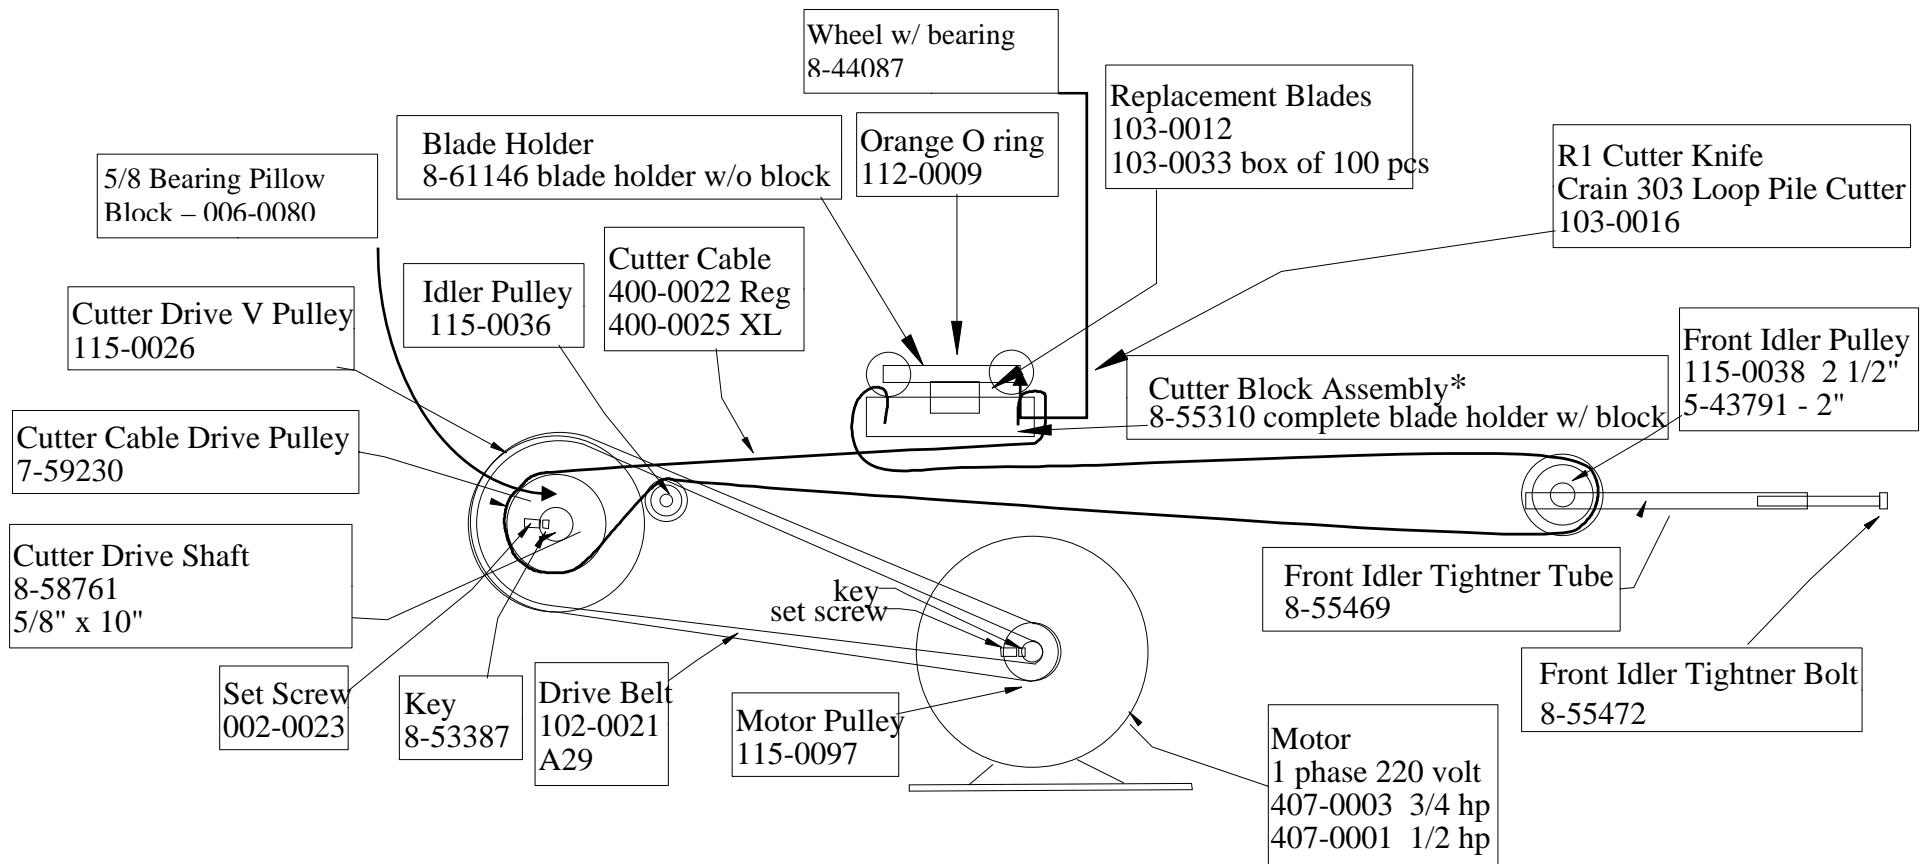 Wheel w/ bearing
8-44087
Replacement Blades
103-0012
103-0033 box of 100 pcs
Blade Holder
8-61146 blade holder w/o block
Orange O ring
112-0009
R1 Cutter Knife
Crain 303 Loop Pile Cutter
103-0016
5/8 Bearing Pillow
Block – 006-0080
Cutter Cable
400-0022 Reg
400-0025 XL
Idler Pulley
115-0036
Cutter Drive V Pulley
115-0026
Front Idler Pulley
115-0038  2 1/2"
5-43791 - 2"
Cutter Block Assembly*
8-55310 complete blade holder w/ block
Cutter Cable Drive Pulley
7-59230
Cutter Drive Shaft
8-58761
5/8" x 10"
key
set screw
Front Idler Tightner Tube
8-55469
Set Screw
002-0023
Key
8-53387
Drive Belt
102-0021
A29
Motor Pulley
115-0097
Front Idler Tightner Bolt
8-55472
Motor
1 phase 220 volt
407-0003  3/4 hp
407-0001  1/2 hp